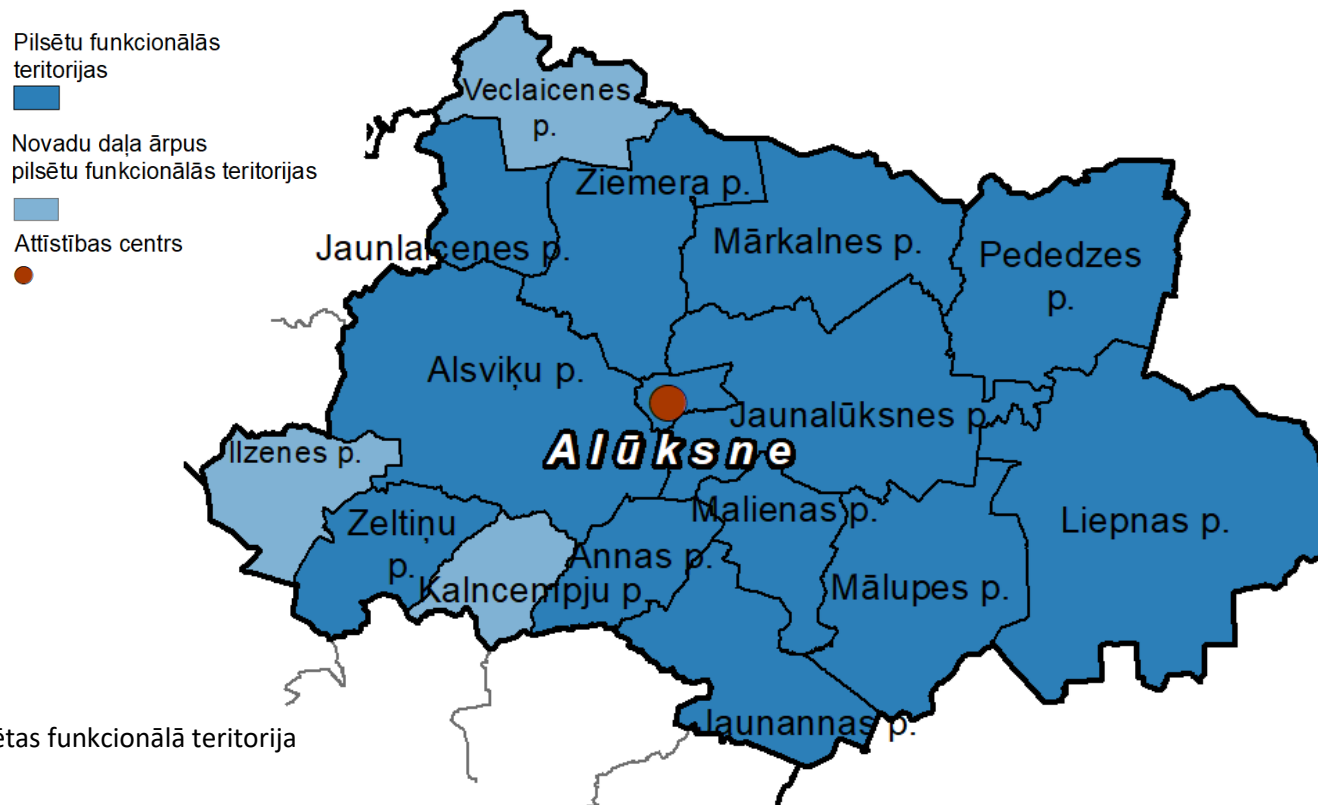 Pilsētu funkcionālās
teritorijas
Novadu daļa ārpus
pilsētu funkcionālās teritorijas
Attīstības centrs
Veclaicenes
p.
Ziemera p.
Jaunlaicenes p.
Mārkalnes p.
Pededzes
p.
Alsviķu p.
Jaunalūksnes p.
Alūksne
Ilzenes p.
Zeltiņu
p.
Malienas p.
Liepnas p.
Annas p.
Kalncempju p.
Mālupes p.
Jaunannas p.
ētas funkcionālā teritorija